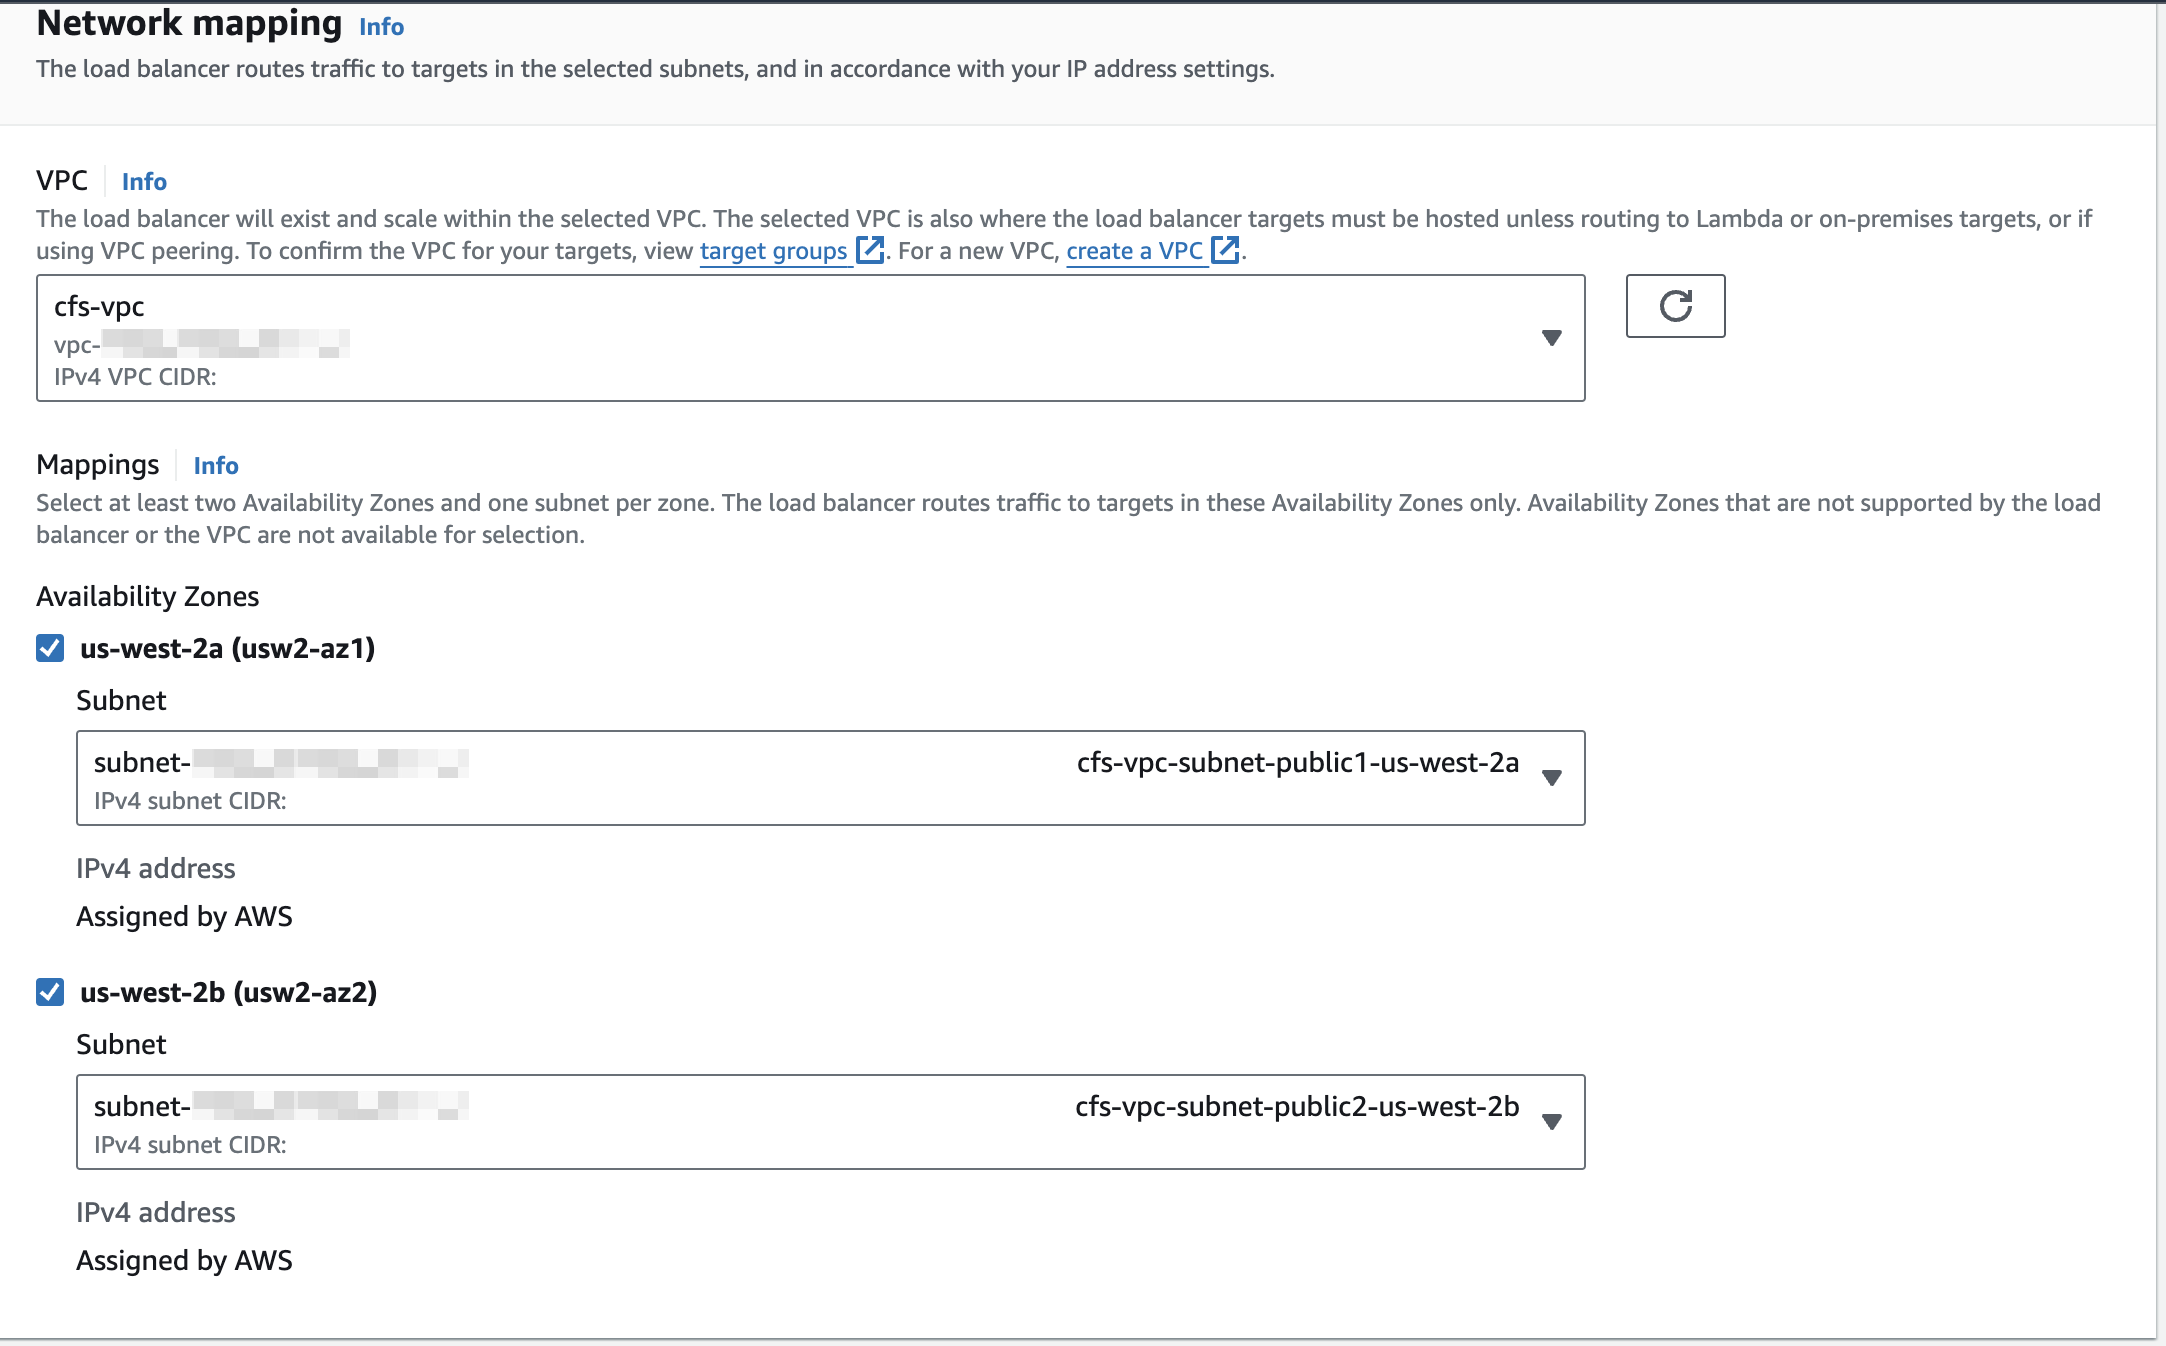 Network mapping Info
The load balancer routes traffic to targets in the selected subnets, and in accordance with your IP address settings.
VPC Info
The load balancer will exist and scale within the selected VPC. The selected VPC is also where the load balancer targets must be hosted unless routing to Lambda or on-premises targets, or if
using VPC peering. To confirm the VPC for your targets, view target groups. For a new VPC, create a VPC.
cfs-vpc
vpc-
IPv4 VPC CIDR:
Mappings Info
Select at least two Availability Zones and one subnet per zone. The load balancer routes traffic to targets in these Availability Zones only. Availability Zones that are not supported by the load
balancer or the VPC are not available for selection.
Availability Zones
us-west-2a (usw2-az1)
Subnet
subnet- cfs-vpc-subnet-public1-us-west-2a
IPv4 subnet CIDR:
IPv4 address
Assigned by AWS
us-west-2b (usw2-az2)
Subnet
subnet- cfs-vpc-subnet-public2-us-west-2b
IPv4 subnet CIDR:
IPv4 address
Assigned by AWS